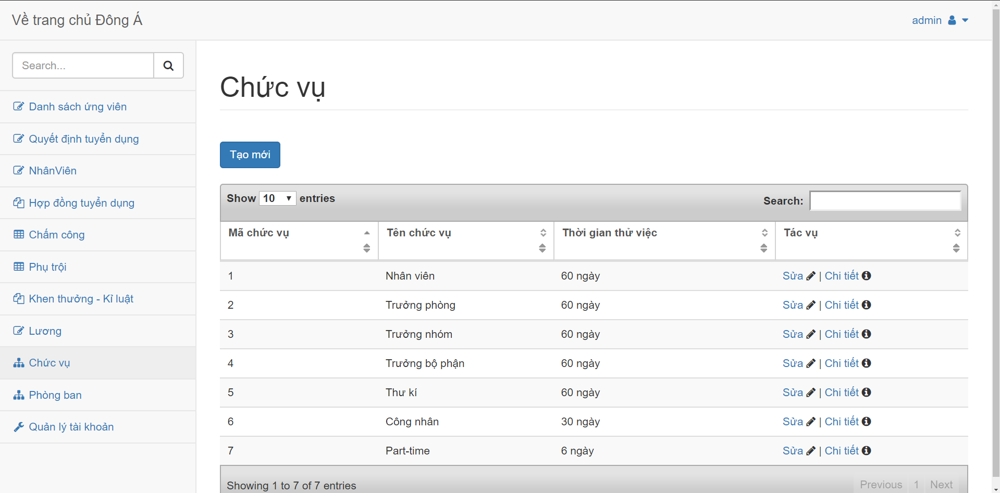 Về trang chủ Đông Á
admin
Search...
Danh sách ứng viên
Quyết định tuyển dụng
NhânViên
Hợp đồng tuyển dụng
Chấm công
Phụ trội
Khen thưởng - Kỉ luật
Lương
Chức vụ
Phòng ban
Quản lý tài khoản
Chức vụ
Tạo mới
Show 10 entries
Search:
Mã chức vụ Tên chức vụ Thời gian thử việc Tác vụ
1 Nhân viên 60 ngày Sửa | Chi tiết
2 Trưởng phòng 60 ngày Sửa | Chi tiết
3 Trưởng nhóm 60 ngày Sửa | Chi tiết
4 Trưởng bộ phận 60 ngày Sửa | Chi tiết
5 Thư kí 60 ngày Sửa | Chi tiết
6 Công nhân 30 ngày Sửa | Chi tiết
7 Part-time 6 ngày Sửa | Chi tiết
Showing 1 to 7 of 7 entries
Previous 1 Next